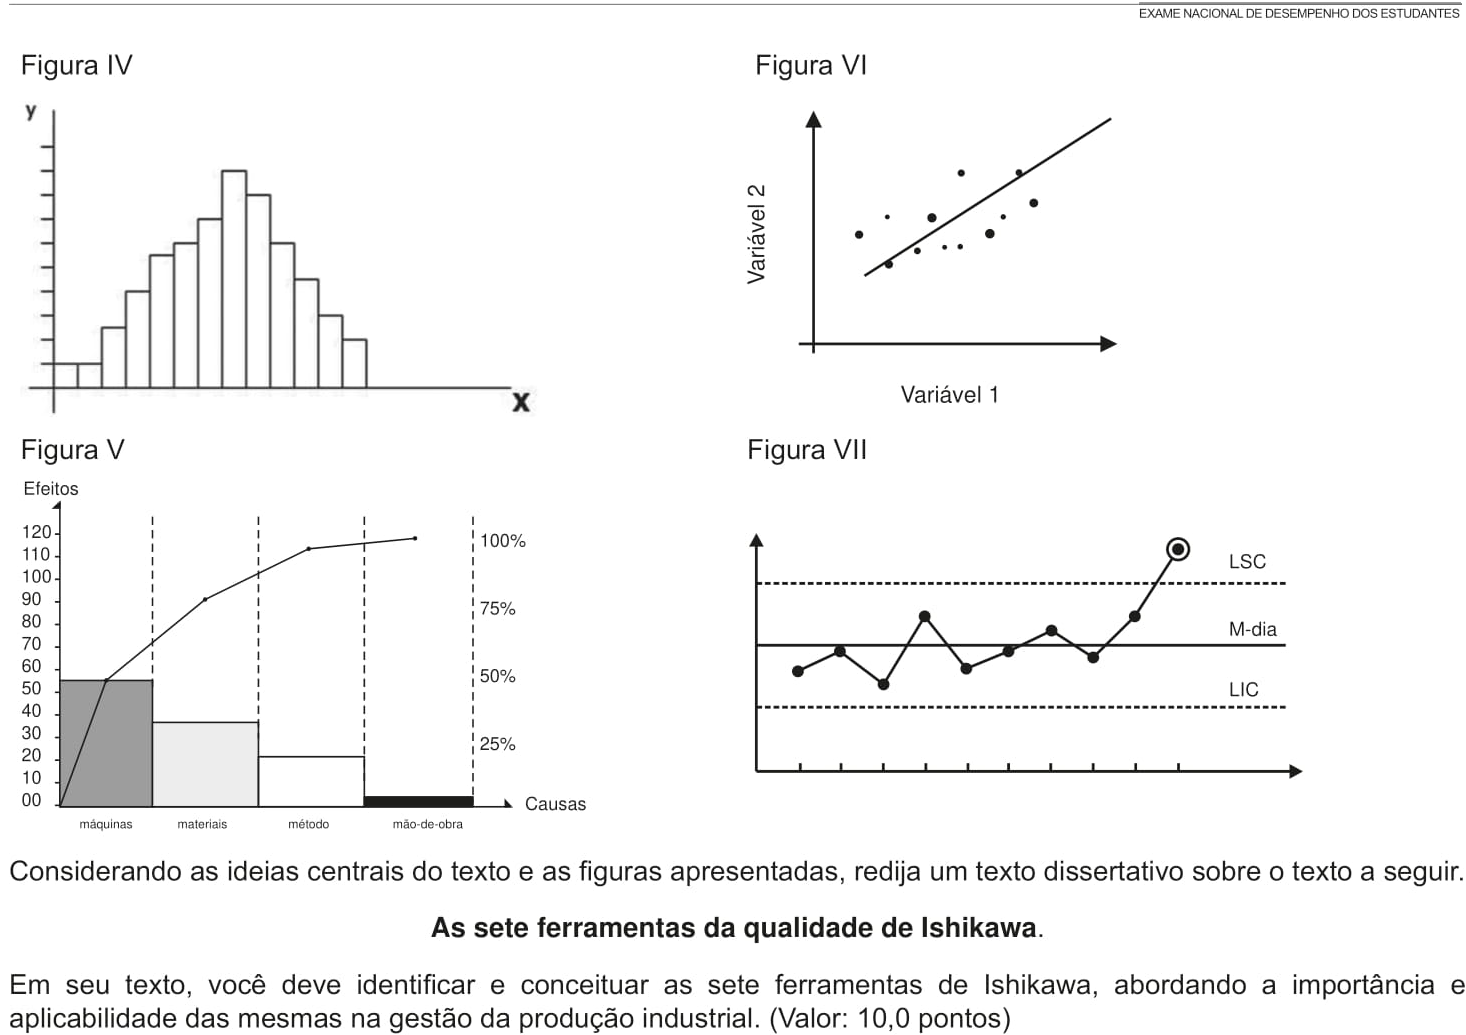 EXAME NACIONAL DE DESEMPENHO DOS ESTUDANTES
Figura IV
y
X
Figura VI
Variável 2
Variável 1
Figura V
Efeitos
120
110
100
90
80
70
60
50
40
30
20
10
00
100%
75%
50%
25%
Causas
máquinas
materiais
método
mão-de-obra
Figura VII
LSC
M-dia
LIC
Considerando as ideias centrais do texto e as figuras apresentadas, redija um texto dissertativo sobre o texto a seguir.
As sete ferramentas da qualidade de Ishikawa.
Em seu texto, você deve identificar e conceituar as sete ferramentas de Ishikawa, abordando a importância e
aplicabilidade das mesmas na gestão da produção industrial. (Valor: 10,0 pontos)